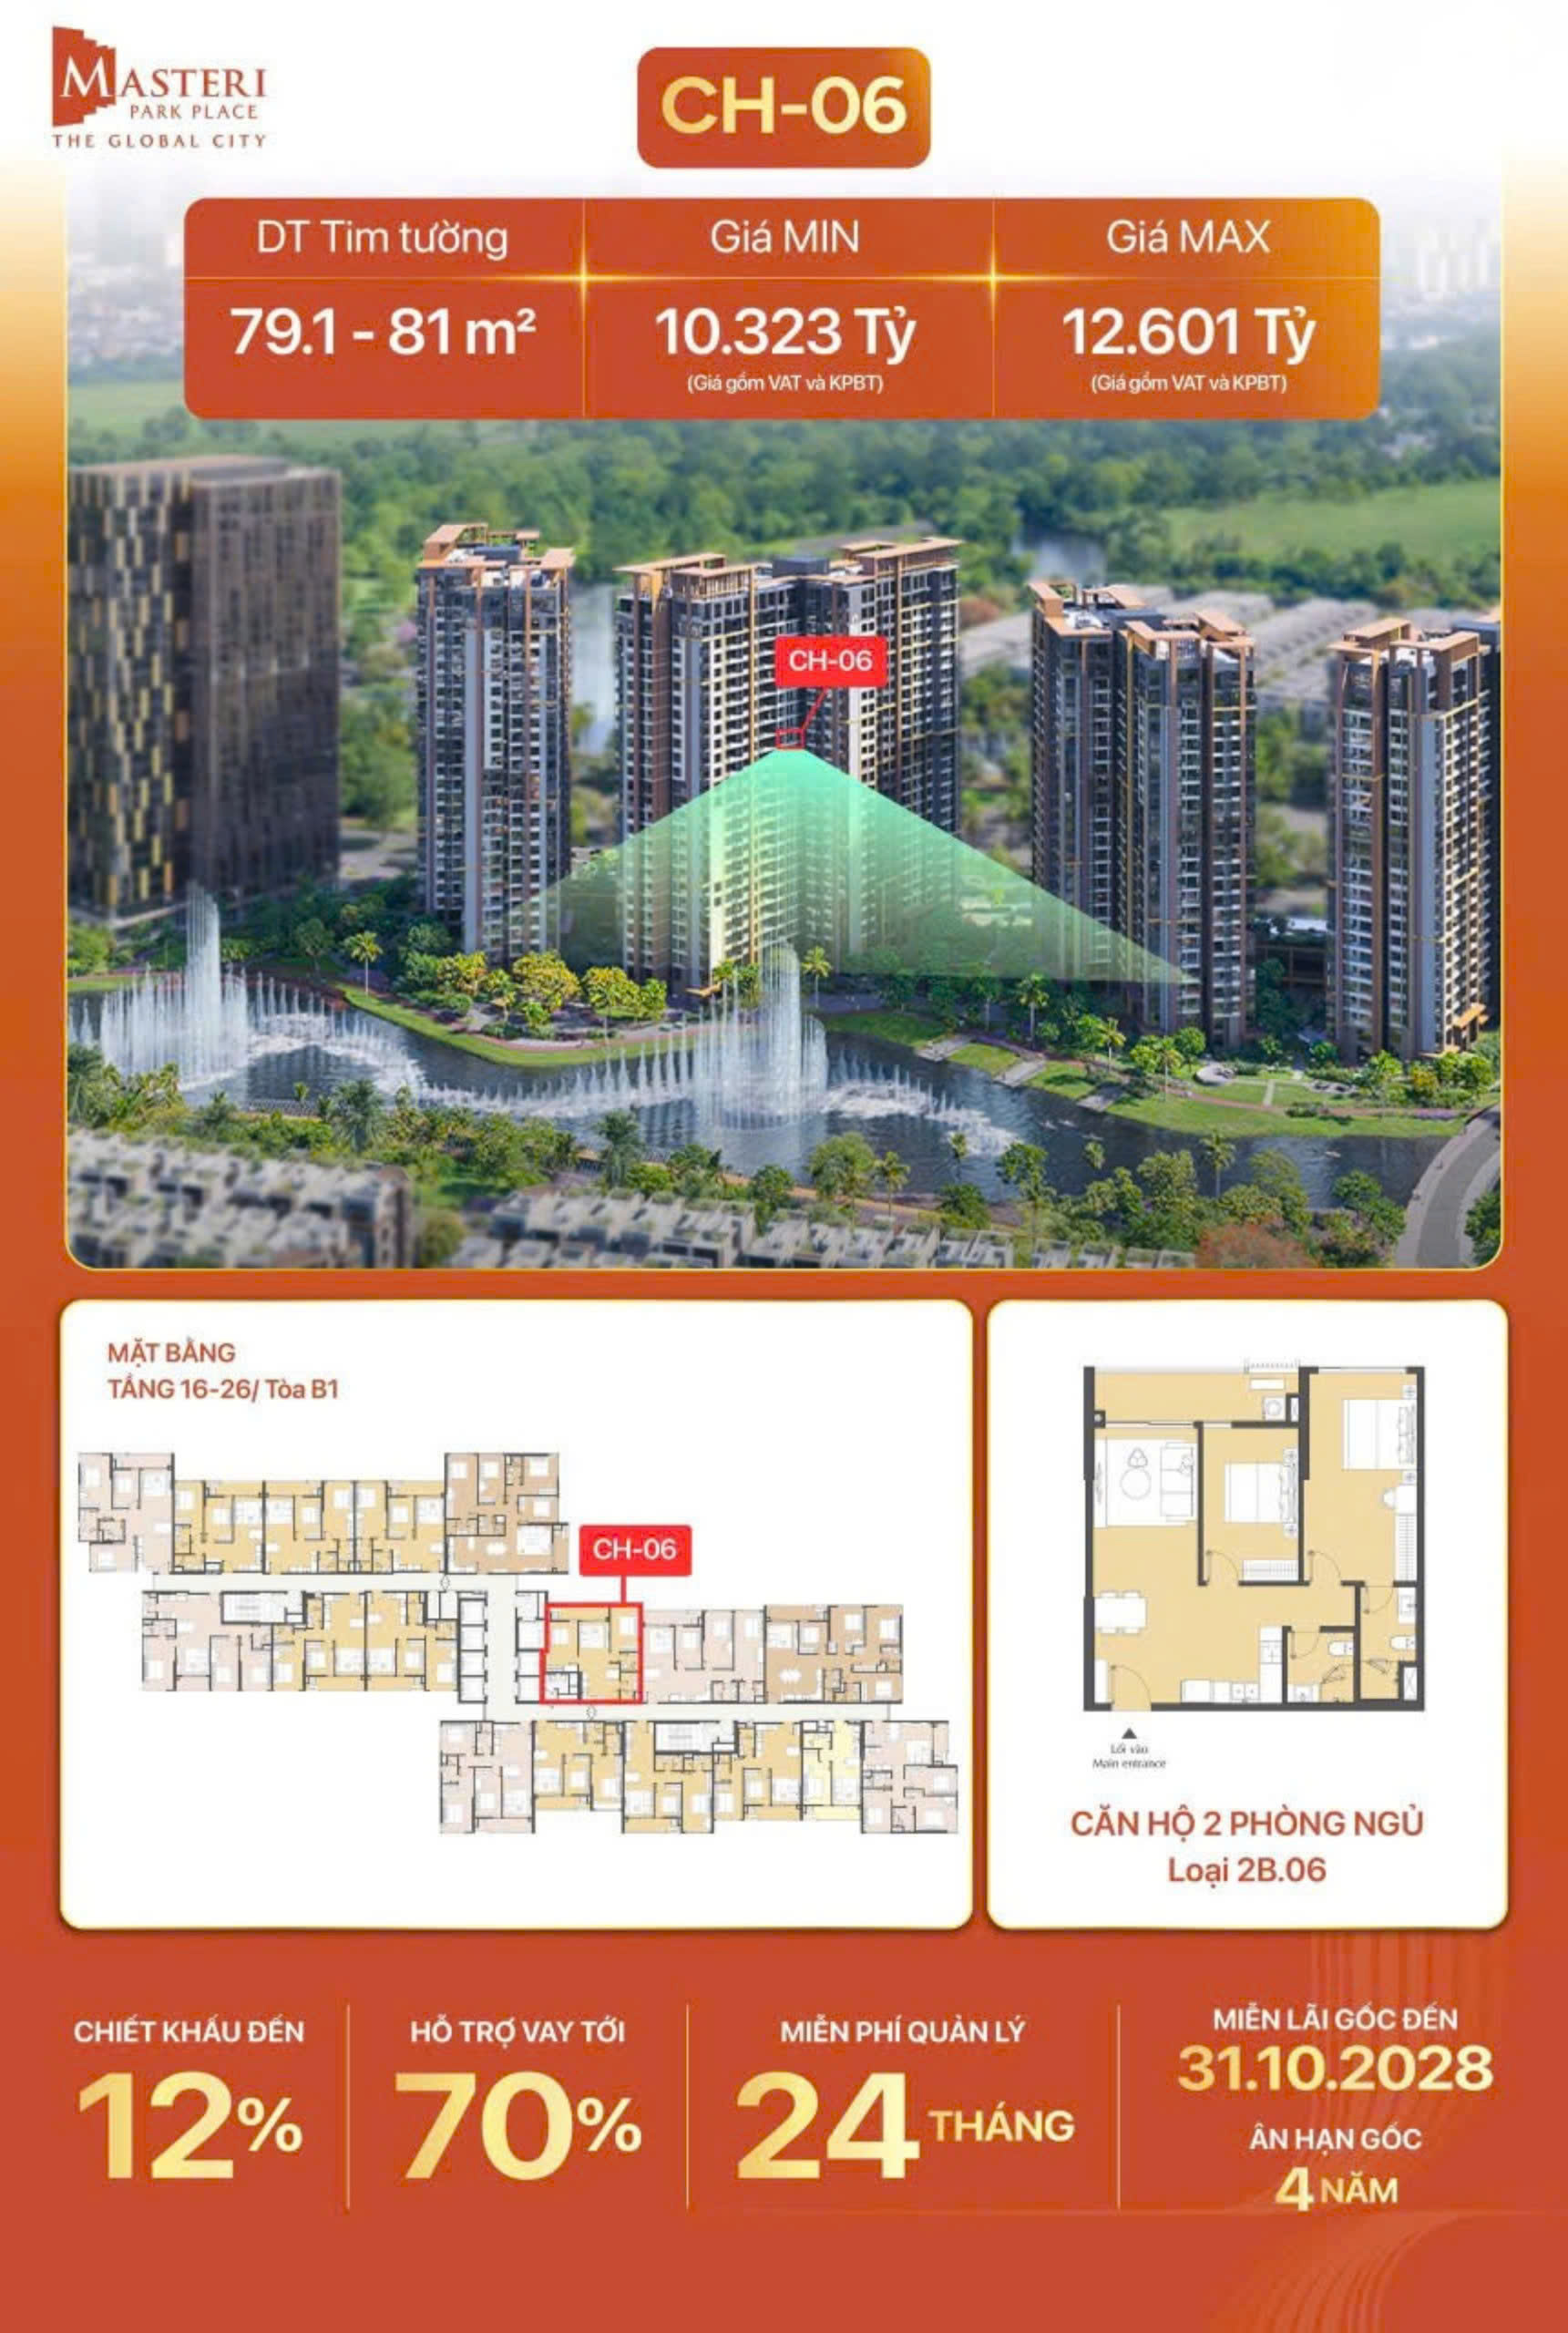 MASTERI
PARK PLACE
THE GLOBAL CITY
CH-06
DT Tim tường
Giá MIN
Giá MAX
79.1 - 81 m²
10.323 Tỷ
12.601 Tỷ
(Giá gồm VAT và KPBT)
(Giá gồm VAT và KPBT)
CH-06
MẶT BẰNG
TẦNG 16-26/ Tòa B1
CH-06
Lối vào
Main entrance
CĂN HỘ 2 PHÒNG NGỦ
Loại 2B.06
CHIẾT KHẤU ĐẾN
12%
HỖ TRỢ VAY TỚI
70%
MIỄN PHÍ QUẢN LÝ
24 THÁNG
MIỄN LÃI GỐC ĐẾN
31.10.2028
ÂN HẠN GỐC
4 NĂM